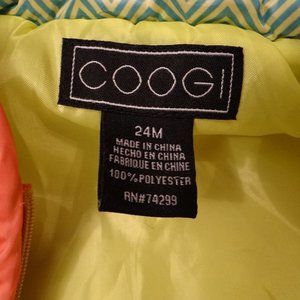 COOGI
24M
MADE IN CHINA
HECHO EN CHINA
FABRIQUE EN CHINE
100% POLYESTER
RN#74299